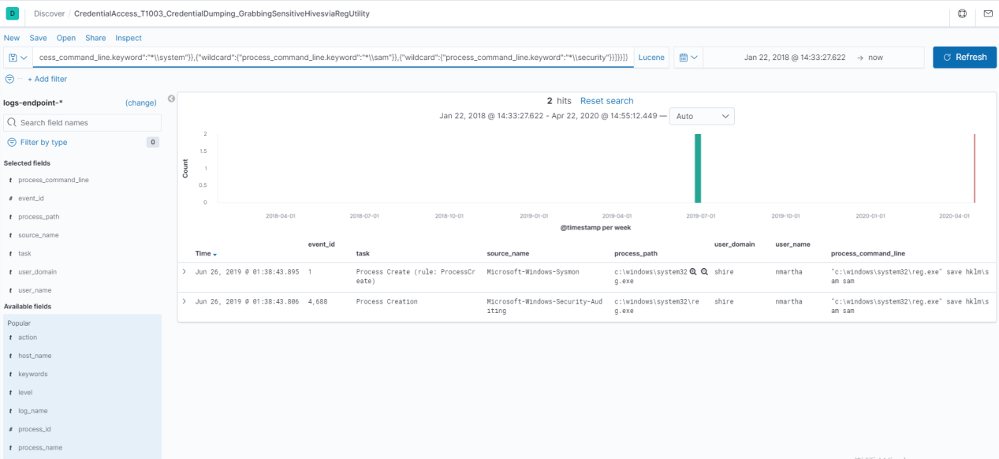 D Discover / CredentialAccess_T1003_CredentialDumping_GrabbingSensitiveHivesviaRegUtility
New Save Open Share Inspect
cess_command_line.keyword":"*\\system"}},{"wildcard":{"process_command_line.keyword":"*\\sam"}},{"wildcard":{"process_command_line.keyword":"*\\security"}}]}}]}} Lucene Jan 22, 2018 @ 14:33:27.622 → now Refresh
+ Add filter
logs-endpoint-* (change)
Search field names
Filter by type 0
Selected fields
t process_command_line
# event_id
t process_path
t source_name
t task
t user_domain
t user_name
Available fields
Popular
t action
t host_name
t keywords
t level
t log_name
# process_id
t process_name
2 hits Reset search
Jan 22, 2018 @ 14:33:27.622 - Apr 22, 2020 @ 14:55:12.449 — Auto
Count
2
1.5
1
0.5
0
2018-04-01 2018-07-01 2018-10-01 2019-01-01 2019-04-01 2019-07-01 2019-10-01 2020-01-01 2020-04-01
@timestamp per week
Time event_id task source_name process_path user_domain user_name process_command_line
Jun 26, 2019 @ 01:38:43.895 1 Process Create (rule: ProcessCr Microsoft-Windows-Sysmon c:\windows\system32 shire nmartha "c:\windows\system32\reg.exe" save hklm\s
eate) g.exe am sam
Jun 26, 2019 @ 01:38:43.806 4,688 Process Creation Microsoft-Windows-Security-Aud c:\windows\system32\re shire nmartha "c:\windows\system32\reg.exe" save hklm\s
iting g.exe am sam